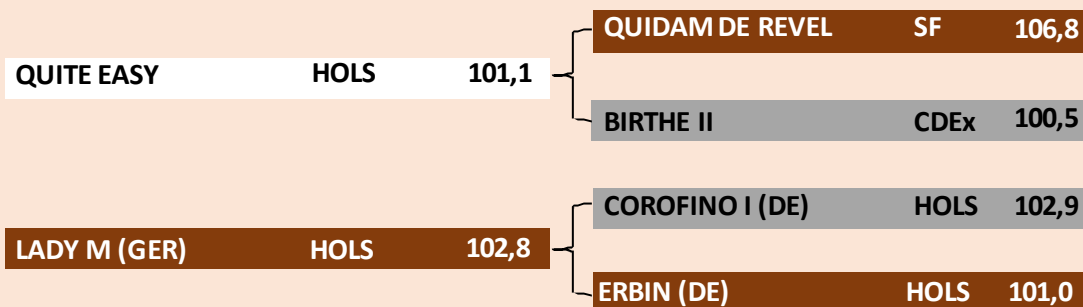 QUIDAM DE REVEL SF 106,8
QUITE EASY HOLS 101,1
BIRTHE II CDEx 100,5
COROFINO I (DE) HOLS 102,9
LADY M (GER) HOLS 102,8
ERBIN (DE) HOLS 101,0